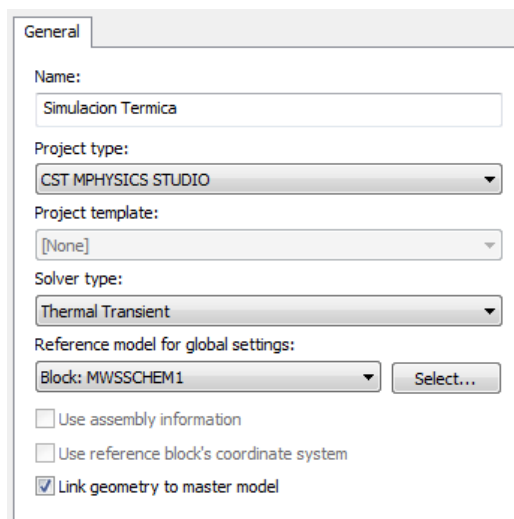 General
Name:
Simulacion Termica
Project type:
CST MPHYSICS STUDIO
Project template:
[None]
Solver type:
Thermal Transient
Reference model for global settings:
Block: MWSSCHEM1
Select...
Use assembly information
Use reference block's coordinate system
Link geometry to master model